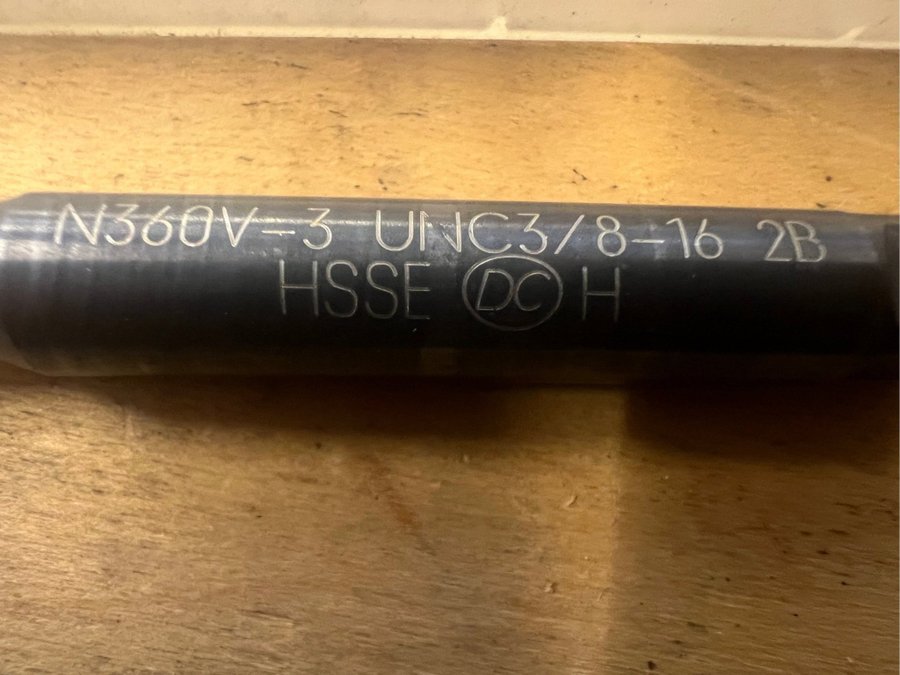 N360V-3 UNC3/8-16 2B
HSSE DC H